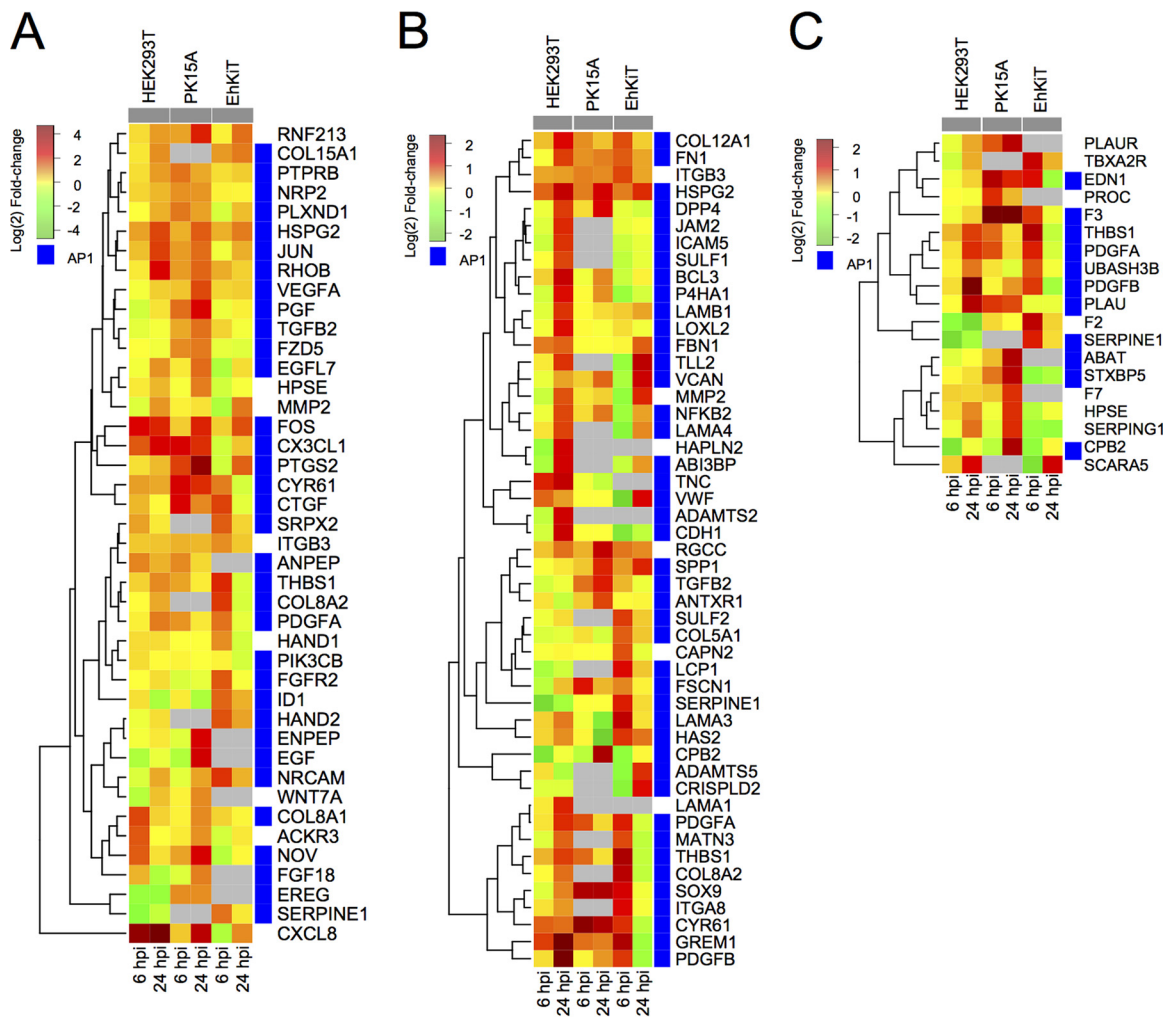 A
HEK293T
PK15A
EhKiT
Log(2) Fold-change
4
2
0
-2
-4
AP1
RNF213
COL15A1
PTPRB
NRP2
PLXND1
HSPG2
JUN
RHOB
VEGFA
PGF
TGFB2
FZD5
EGFL7
HPSE
MMP2
FOS
CX3CL1
PTGS2
CYR61
CTGF
SRPX2
ITGB3
ANPEP
THBS1
COL8A2
PDGFA
HAND1
PIK3CB
FGFR2
ID1
HAND2
ENPEP
EGF
NRCAM
WNT7A
COL8A1
ACKR3
NOV
FGF18
EREG
SERPINE1
CXCL8
6 hpi
24 hpi
6 hpi
24 hpi
6 hpi
24 hpi
B
HEK293T
PK15A
EhKiT
Log(2) Fold-change
2
1
0
-1
-2
AP1
COL12A1
FN1
ITGB3
HSPG2
DPP4
JAM2
ICAM5
SULF1
BCL3
P4HA1
LAMB1
LOXL2
FBN1
TLL2
VCAN
MMP2
NFKB2
LAMA4
HAPLN2
ABI3BP
TNC
VWF
ADAMTS2
CDH1
RGCC
SPP1
TGFB2
ANTXR1
SULF2
COL5A1
CAPN2
LCP1
FSCN1
SERPINE1
LAMA3
HAS2
CPB2
ADAMTS5
CRISPLD2
LAMA1
PDGFA
MATN3
THBS1
COL8A2
SOX9
ITGA8
CYR61
GREM1
PDGFB
6 hpi
24 hpi
6 hpi
24 hpi
6 hpi
24 hpi
C
HEK293T
PK15A
EhKiT
Log(2) Fold-change
2
1
0
-1
-2
AP1
PLAUR
TBXA2R
EDN1
PROC
F3
THBS1
PDGFA
UBASH3B
PDGFB
PLAU
F2
SERPINE1
ABAT
STXBP5
F7
HPSE
SERPING1
CPB2
SCARA5
6 hpi
24 hpi
6 hpi
24 hpi
6 hpi
24 hpi